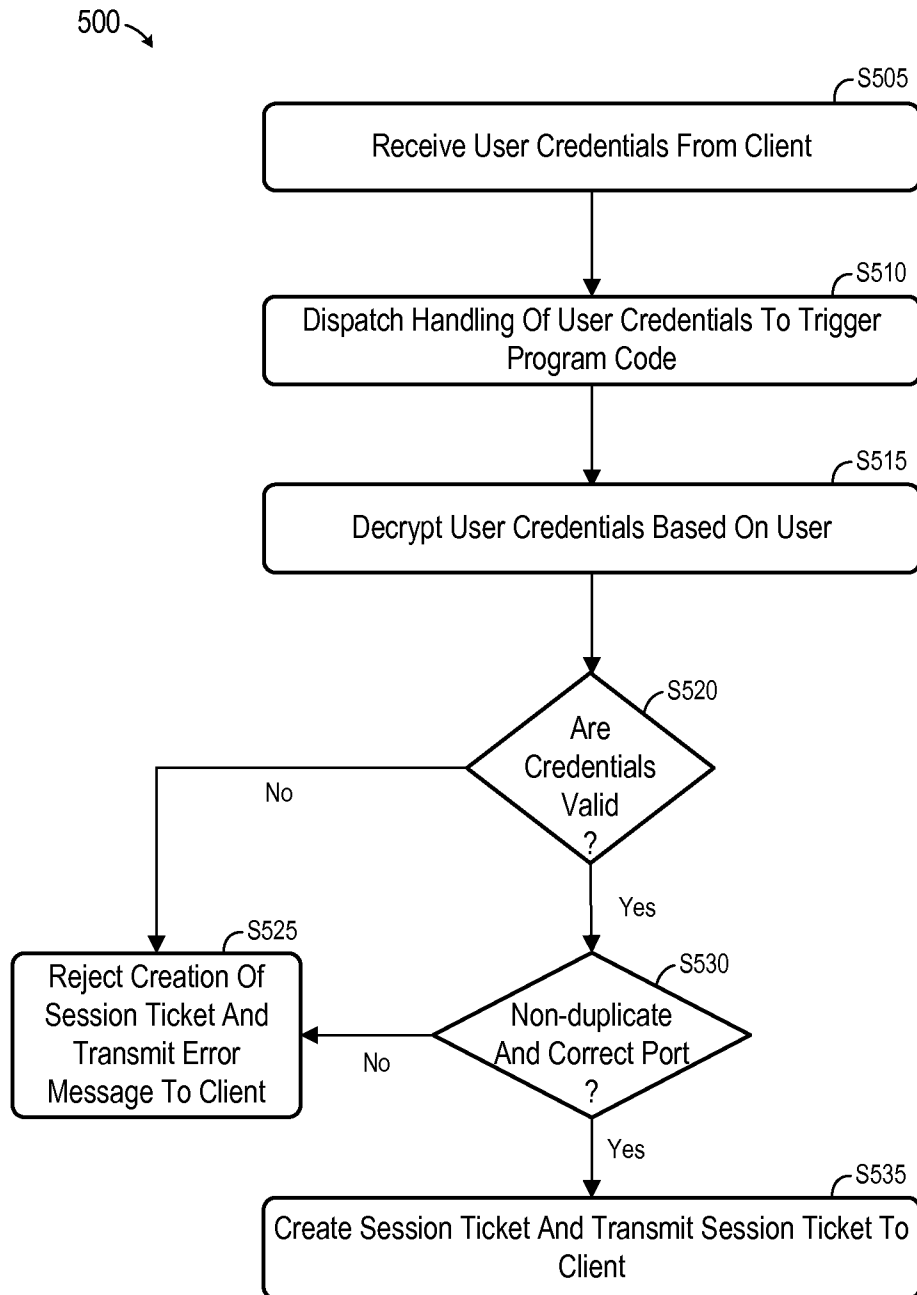 500
S505
Receive User Credentials From Client
S510
Dispatch Handling Of User Credentials To Trigger
Program Code
S515
Decrypt User Credentials Based On User
S520
Are
Credentials
Valid
?
No
Yes
S525
Reject Creation Of
Session Ticket And
Transmit Error
Message To Client
S530
Non-duplicate
And Correct Port
?
No
Yes
S535
Create Session Ticket And Transmit Session Ticket To
Client